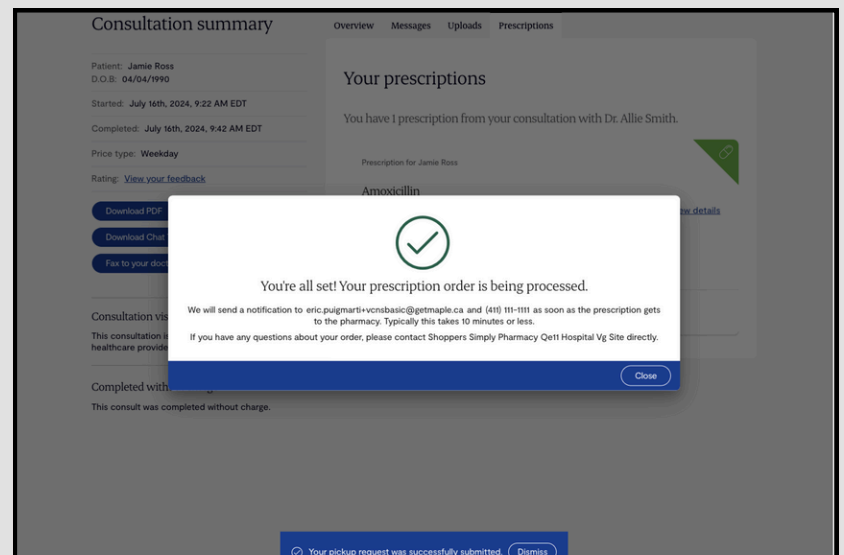 Consultation summary
Overview Messages Uploads Prescriptions
Patient: Jamie Ross
D.O.B: 04/04/1990
Started: July 16th, 2024, 9:22 AM EDT
Completed: July 16th, 2024, 9:42 AM EDT
Price type: Weekday
Rating: View your feedback
Download PDF
Download Chat
Fax to your doct
Consultation vis
This consultation is
healthcare provide
Completed with
This consult was completed without charge.
Your prescriptions
You have 1 prescription from your consultation with Dr. Allie Smith.
Prescription for Jamie Ross
Amoxicillin
ew details
You're all set! Your prescription order is being processed.
We will send a notification to eric.puigmarti+vcnsbasic@getmaple.ca and (411) 111-1111 as soon as the prescription gets
to the pharmacy. Typically this takes 10 minutes or less.
If you have any questions about your order, please contact Shoppers Simply Pharmacy Qe11 Hospital Vg Site directly.
Close
Your pickup request was successfully submitted. Dismiss